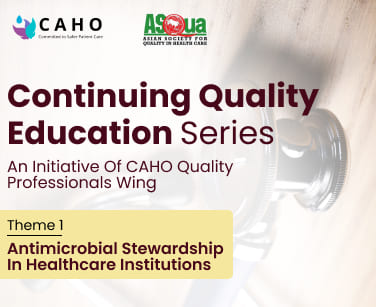 CAHO
Committed to Safer Patient Care
ASQua
ASIAN SOCIETY FOR
QUALITY IN HEALTH CARE
Continuing Quality
Education Series
An Initiative Of CAHO Quality
Professionals Wing
Theme 1
Antimicrobial Stewardship
In Healthcare Institutions